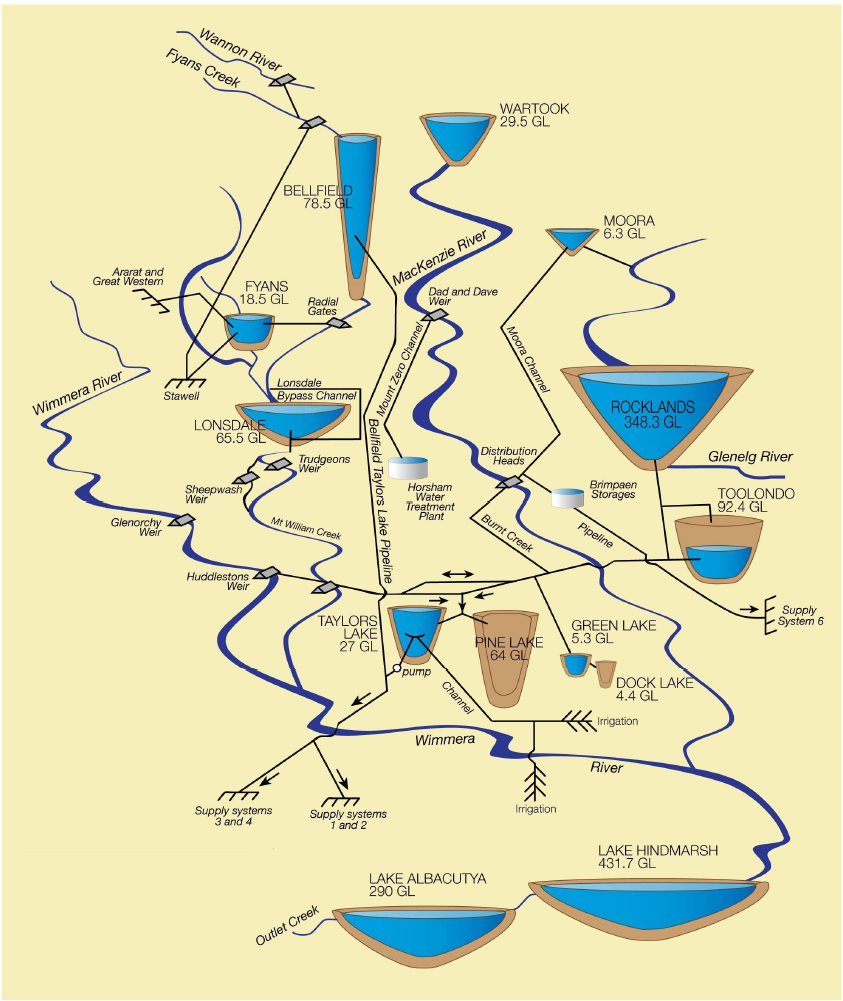 Wannon River
Fyans Creek
WARTOOK
29.5 GL
BELLFIELD
78.5 GL
MOORA
6.3 GL
MacKenzie River
Ararat and
Great Western
FYANS
18.5 GL
Radial
Gates
Dad and Dave
Weir
Moora Channel
Mount Zero Channel
Wimmera River
Stawell
Lonsdale
Bypass Channel
LONSDALE
65.5 GL
Bellfield Taylors Lake Pipeline
ROCKLANDS
348.3 GL
Glenelg River
Trudgeons
Weir
Sheepwash
Weir
Horsham
Water
Treatment
Plant
Distribution
Heads
Brimpaen
Storages
TOOLONDO
92.4 GL
Glenorchy
Weir
Mt William Creek
Burnt Creek
Pipeline
Huddlestons
Weir
TAYLORS
LAKE
27 GL
PINE LAKE
64 GL
GREEN LAKE
5.3 GL
DOCK LAKE
4.4 GL
Supply
System 6
pump
Channel
Irrigation
Wimmera
River
Irrigation
Supply systems
3 and 4
Supply systems
1 and 2
LAKE HINDMARSH
431.7 GL
LAKE ALBACUTYA
290 GL
Outlet Creek